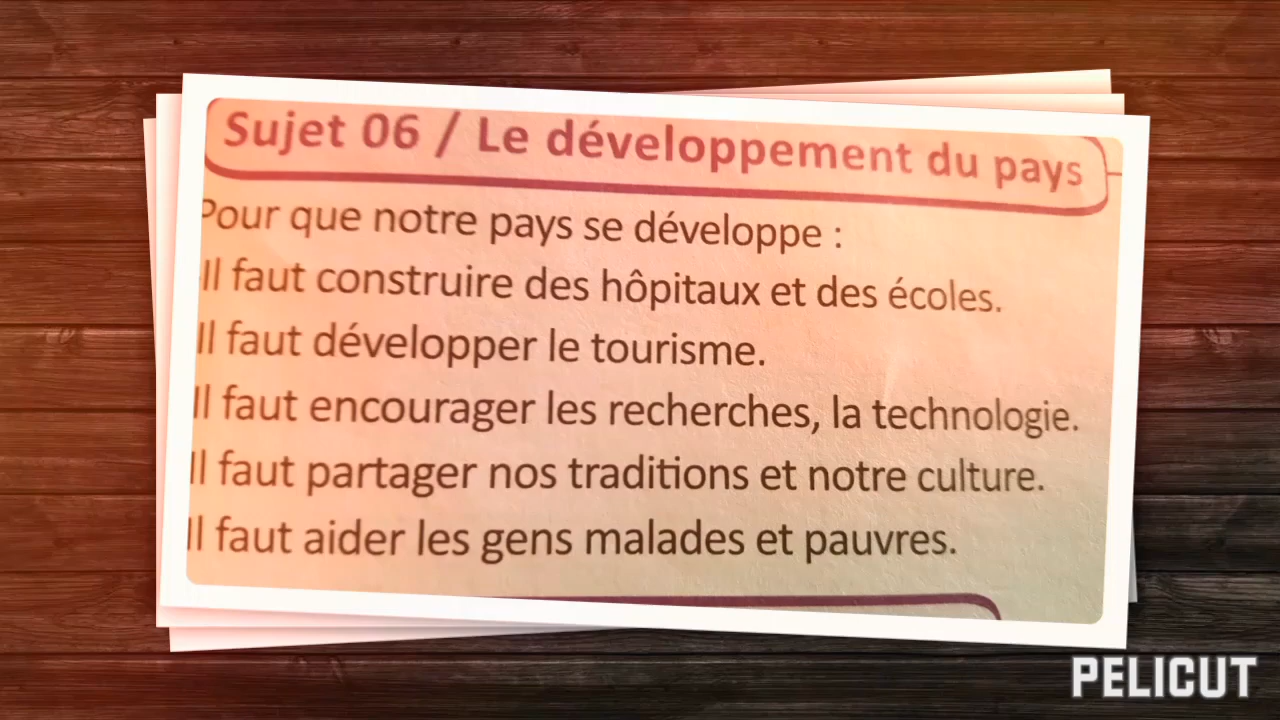 Sujet 06 / Le développement du pays
Pour que notre pays se développe :
Il faut construire des hôpitaux et des écoles.
Il faut développer le tourisme.
Il faut encourager les recherches, la technologie.
Il faut partager nos traditions et notre culture.
Il faut aider les gens malades et pauvres.
PELICUT